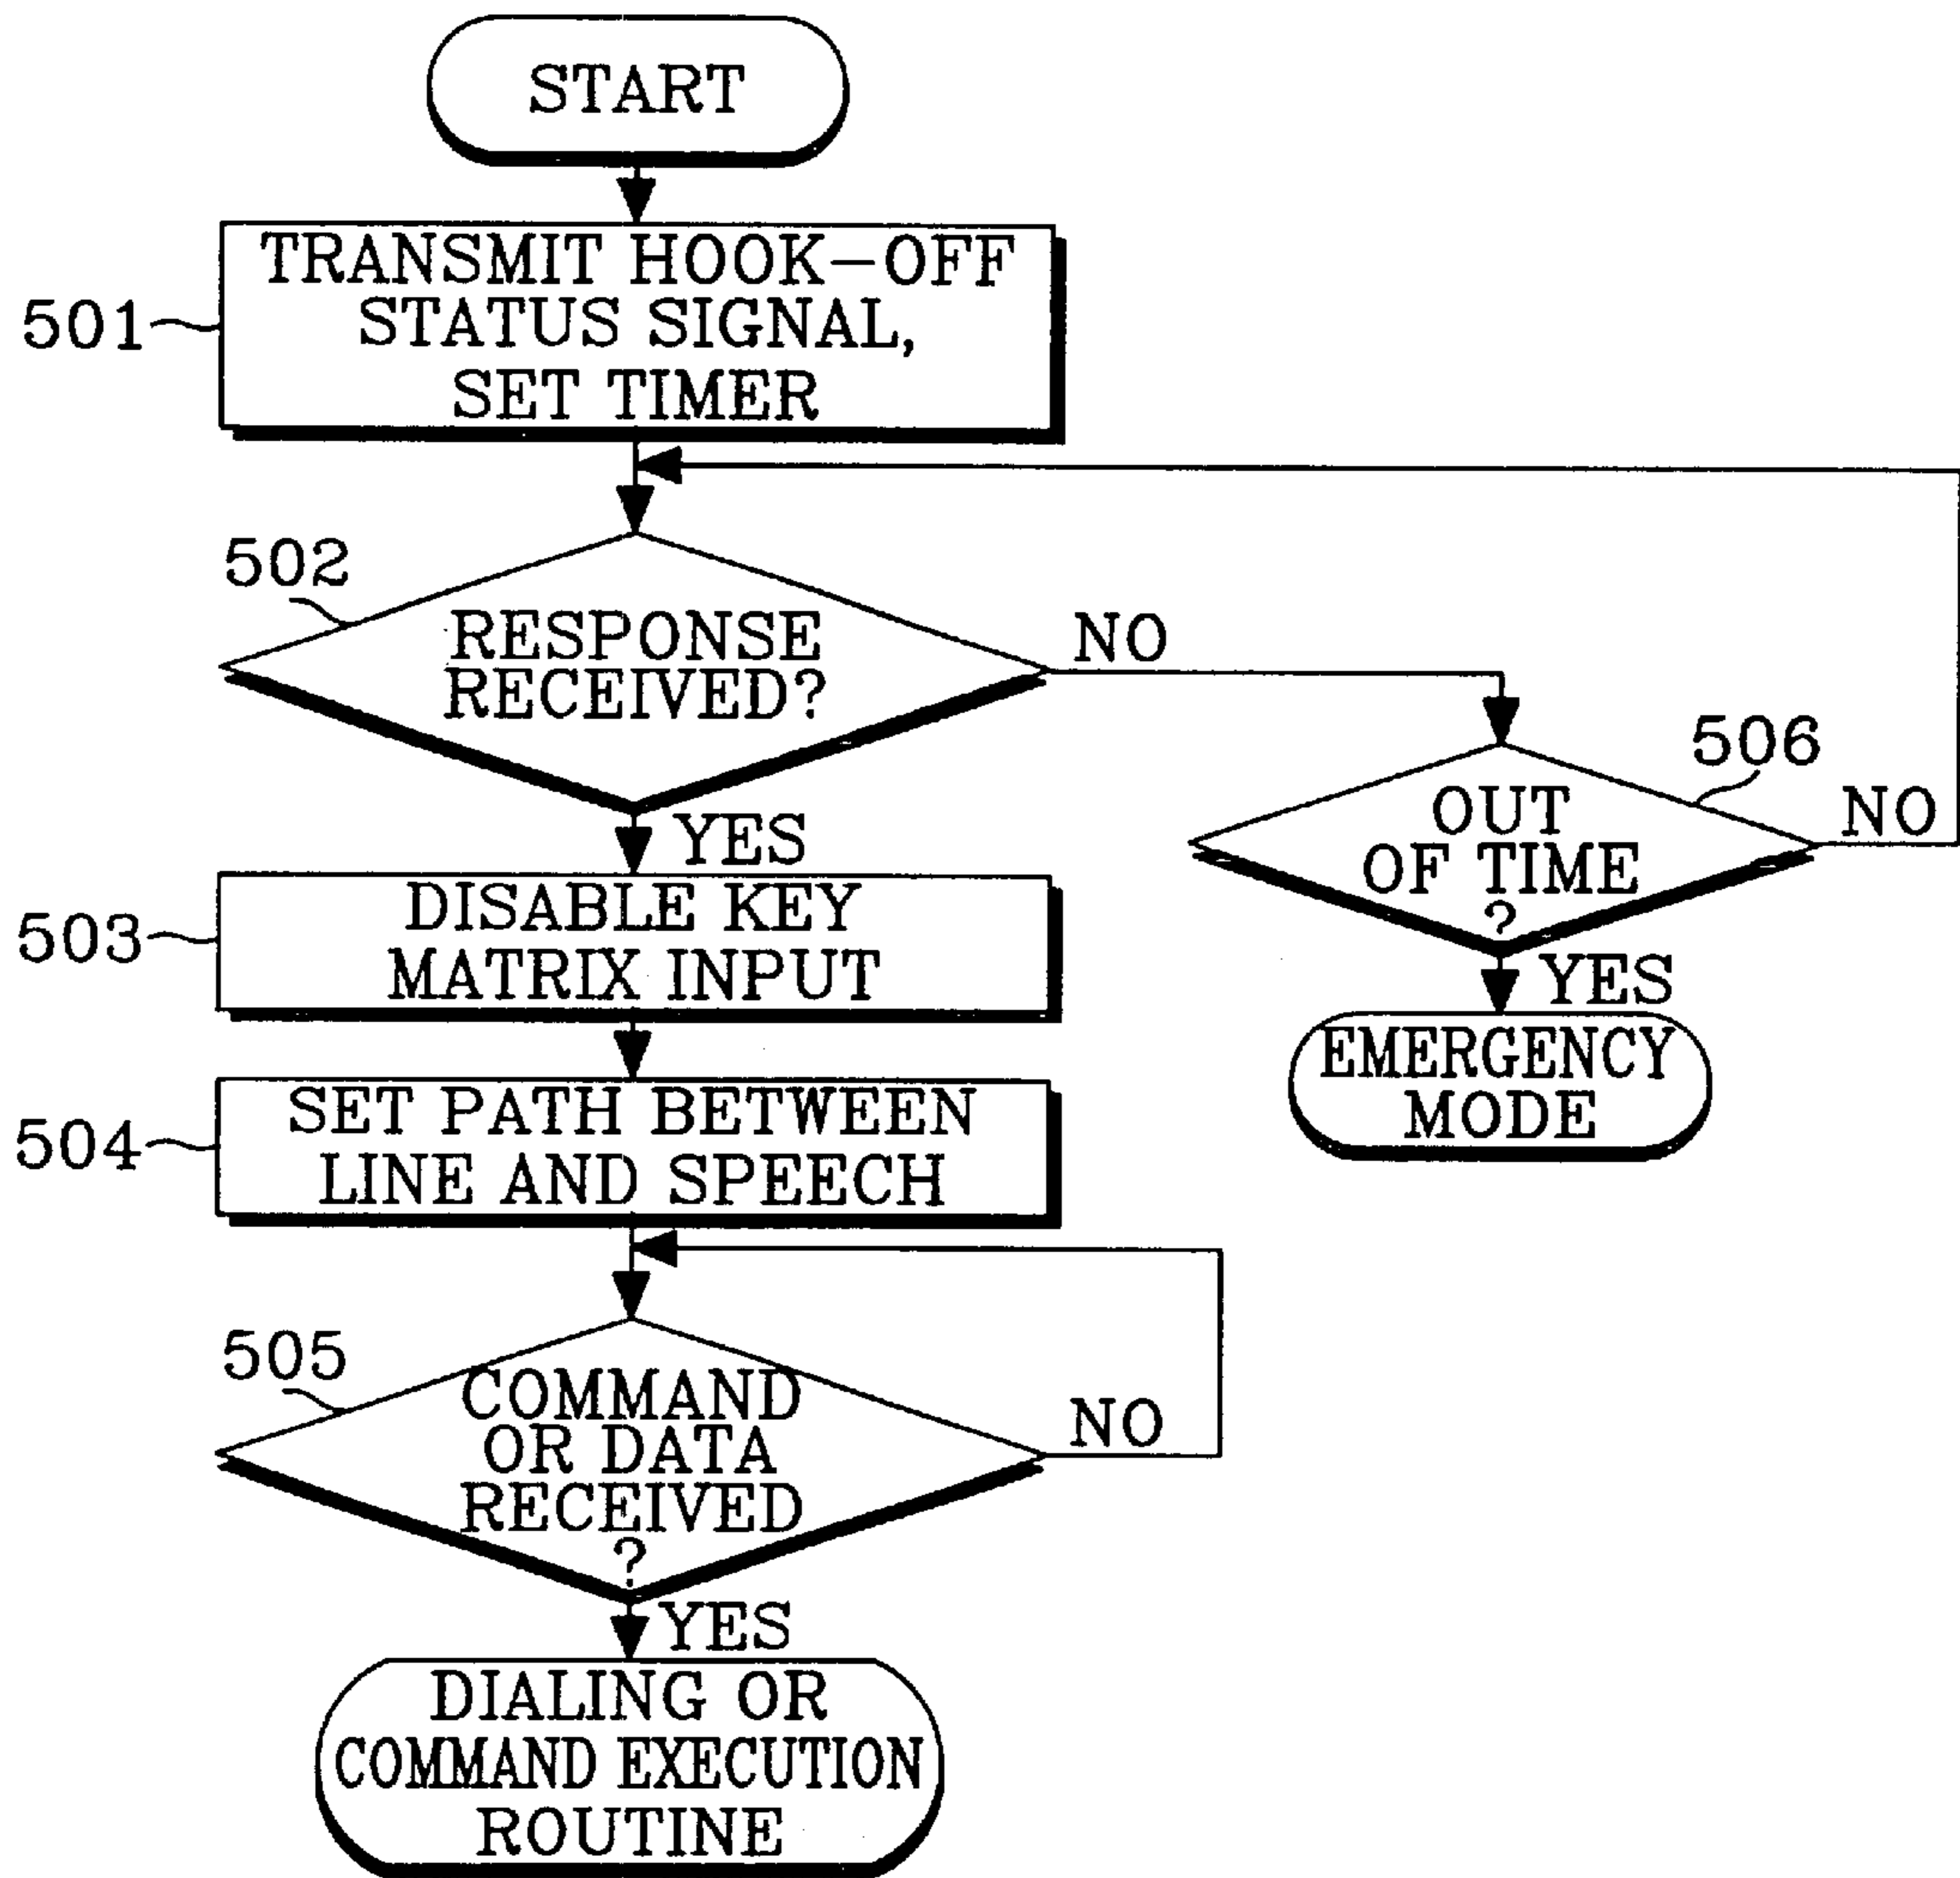 START
TRANSMIT HOOK-OFF
STATUS SIGNAL,
SET TIMER
501
502
RESPONSE
RECEIVED?
NO
YES
506
OUT
OF TIME
?
NO
YES
EMERGENCY
MODE
503
DISABLE KEY
MATRIX INPUT
504
SET PATH BETWEEN
LINE AND SPEECH
505
COMMAND
OR DATA
RECEIVED
?
NO
YES
DIALING OR
COMMAND EXECUTION
ROUTINE